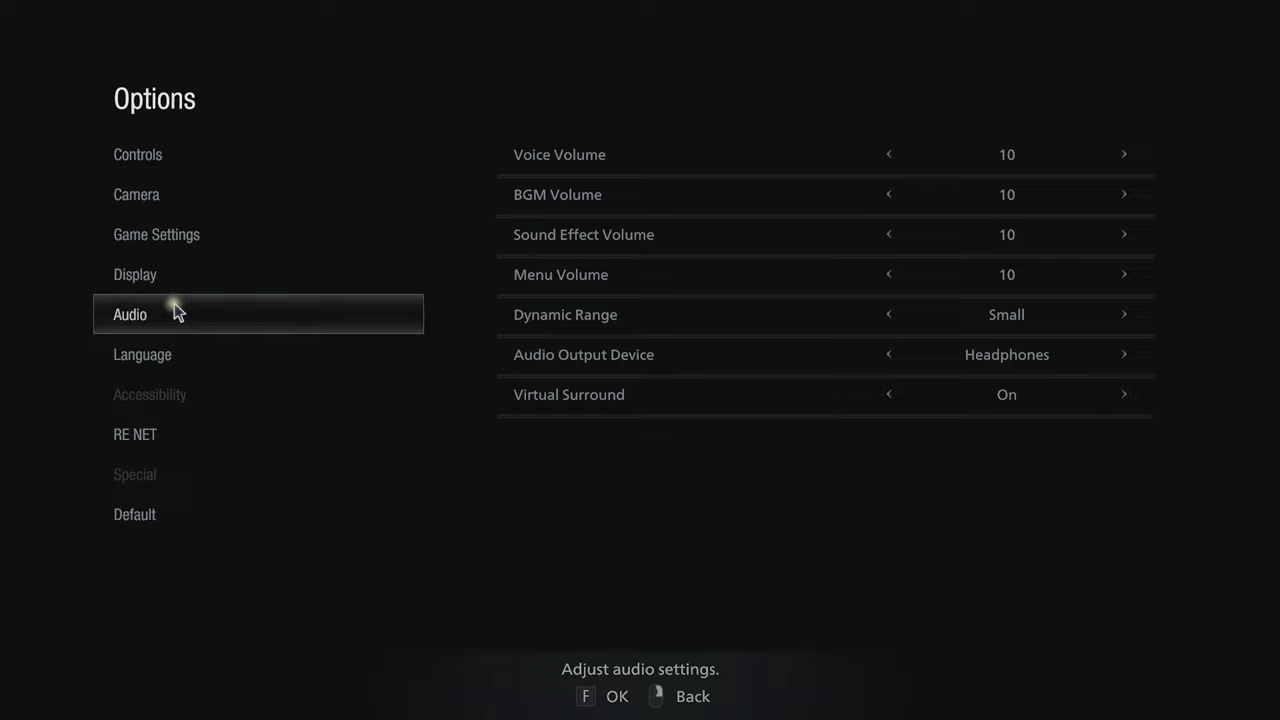 Options
Controls
Camera
Game Settings
Display
Audio
Language
Accessibility
RE NET
Special
Default
Voice Volume 10
BGM Volume 10
Sound Effect Volume 10
Menu Volume 10
Dynamic Range Small
Audio Output Device Headphones
Virtual Surround On
Adjust audio settings.
F OK Back